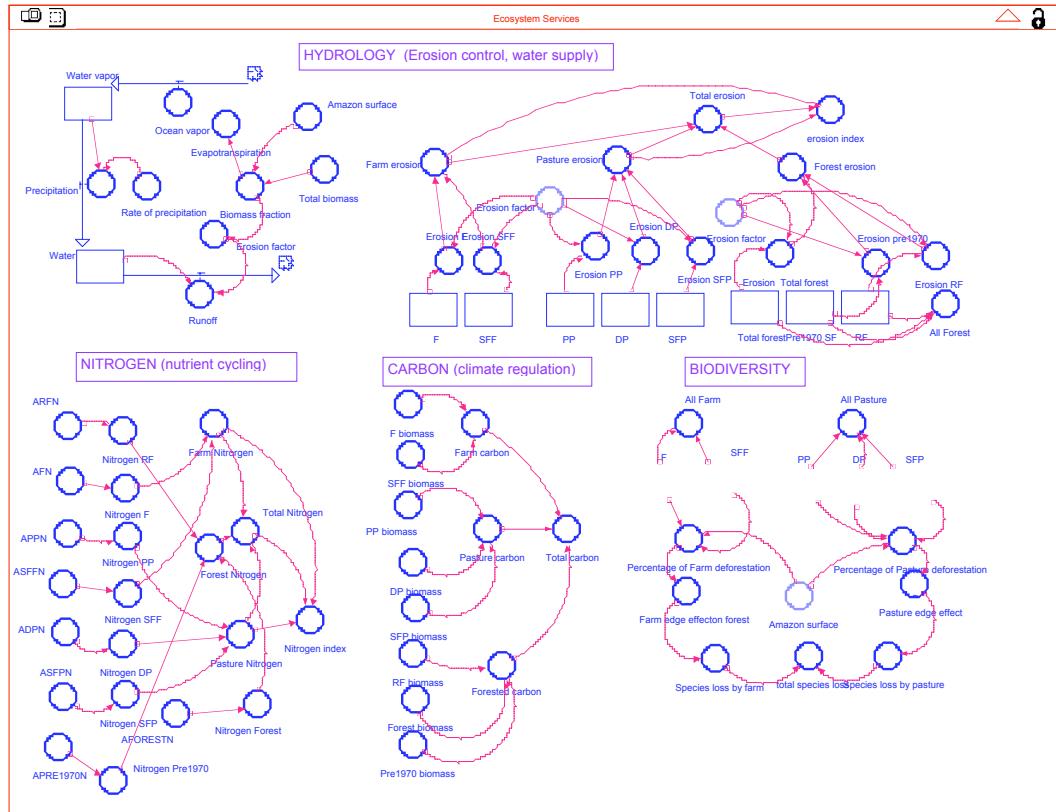 Ecosystem Services
HYDROLOGY (Erosion control, water supply)
Water vapor
Ocean vapor
Amazon surface
Evapotranspiration
Precipitation
Rate of precipitation
Biomass fraction
Total biomass
Erosion factor
Water
Runoff
Total erosion
erosion index
Farm erosion
Pasture erosion
Forest erosion
Erosion factor
Erosion F
Erosion SFF
Erosion PP
Erosion DP
Erosion SFP
Erosion factor
Erosion pre1970
Erosion Total forest
Erosion RF
F
SFF
PP
DP
SFP
Total forest
Pre1970 SF
RF
All Forest
NITROGEN (nutrient cycling)
ARFN
Nitrogen RF
Farm Nitrorgen
AFN
Nitrogen F
Total Nitrogen
APPN
Nitrogen PP
Forest Nitrogen
ASFFN
Nitrogen SFF
ADPN
Nitrogen DP
Pasture Nitrogen
Nitrogen index
ASFPN
Nitrogen SFP
AFORESTN
Nitrogen Forest
APRE1970N
Nitrogen Pre1970
CARBON (climate regulation)
F biomass
Farm carbon
SFF biomass
PP biomass
Pasture carbon
Total carbon
DP biomass
SFP biomass
RF biomass
Forested carbon
Forest biomass
Pre1970 biomass
BIODIVERSITY
All Farm
All Pasture
F
SFF
PP
DP
SFP
Percentage of Farm deforestation
Percentage of Pasture deforestation
Farm edge effecton forest
Amazon surface
Pasture edge effect
Species loss by farm
total species loss
Species loss by pasture